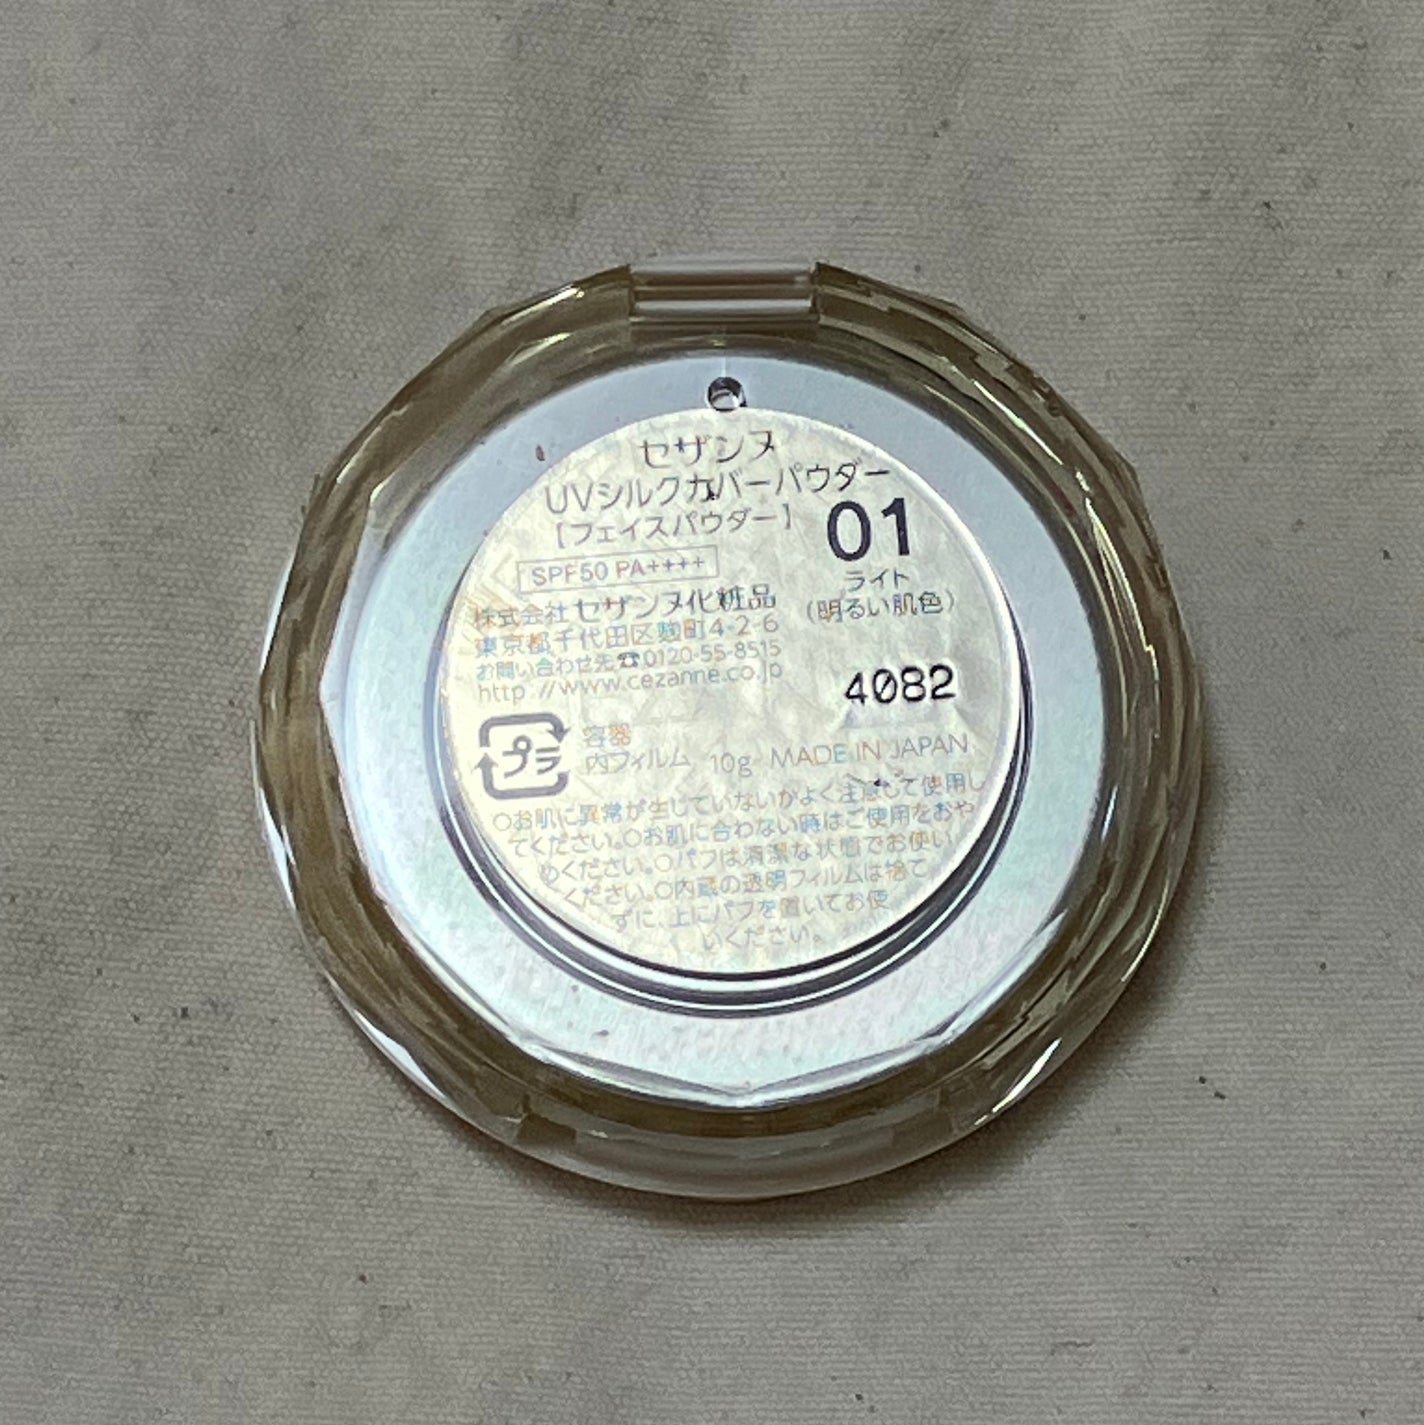 セザンヌ
UVシルクカバーパウダー
【フェイスパウダー】
01
ライト
(明るい肌色)
SPF50 PA++++
株式会社セザンヌ化粧品
東京都千代田区麹町4-2-6
お問い合わせ先☎0120-55-8515
http://www.cezanne.co.jp
4082
プラ
容器
内フィルム 10g MADE IN JAPAN
○お肌に異常が生じていないかよく注意して使用し
てください。○お肌に合わない時はご使用をおや
めください。○パフは清潔な状態でお使い
ください。○内蔵の透明フィルムは捨て
ずに、上にパフを置いてお使
いください。